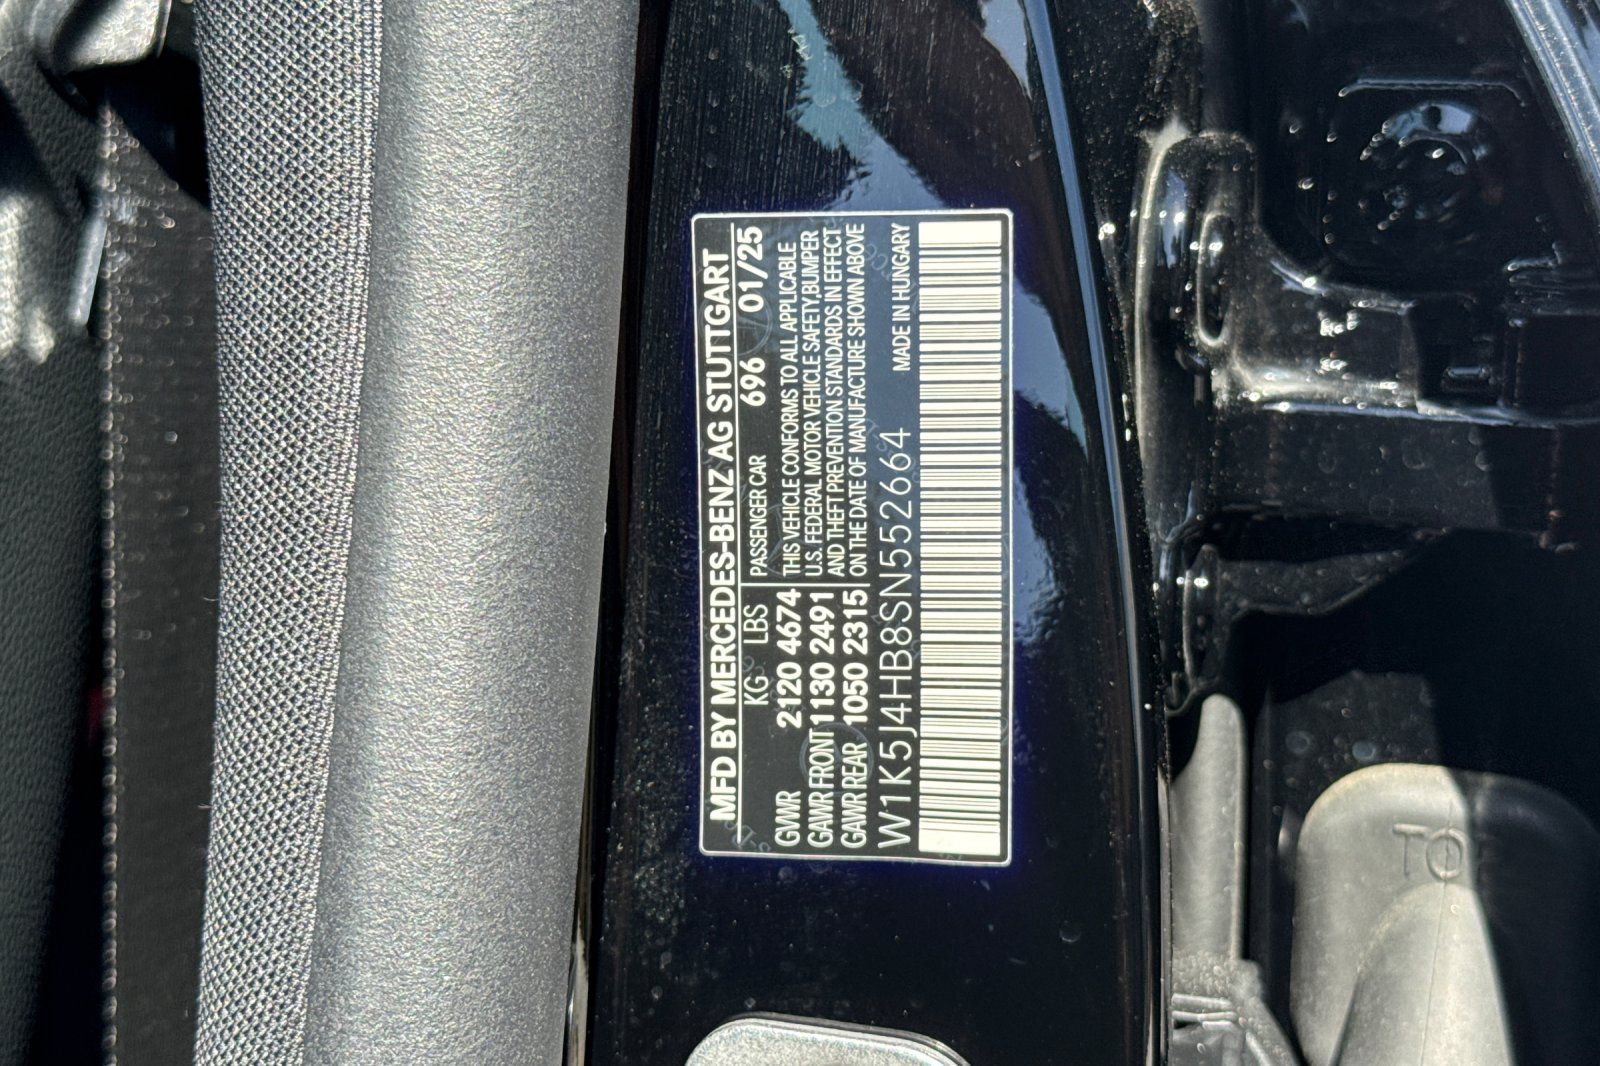 MFD BY MERCEDES-BENZ AG STUTTGART
KG LBS PASSENGER CAR 696 01/25
GVWR 2120 4674 THIS VEHICLE CONFORMS TO ALL APPLICABLE
GAWR FRONT 1130 2491 U.S. FEDERAL MOTOR VEHICLE SAFETY,BUMPER
AND THEFT PREVENTION STANDARDS IN EFFECT
GAWR REAR 1050 2315 ON THE DATE OF MANUFACTURE SHOWN ABOVE
W1K5J4HB8SN552664 MADE IN HUNGARY